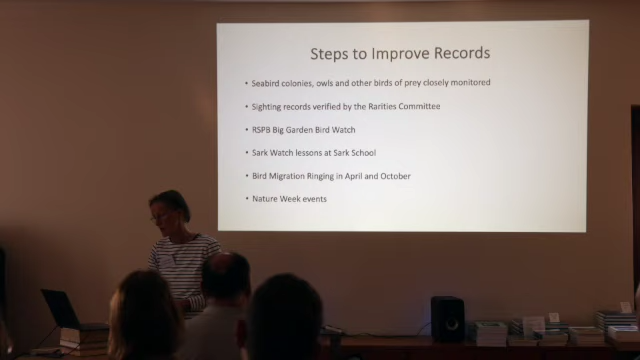 Steps to Improve Records
• Seabird colonies, owls and other birds of prey closely monitored
• Sighting records verified by the Rarities Committee
• RSPB Big Garden Bird Watch
• Sark Watch lessons at Sark School
• Bird Migration Ringing in April and October
• Nature Week events